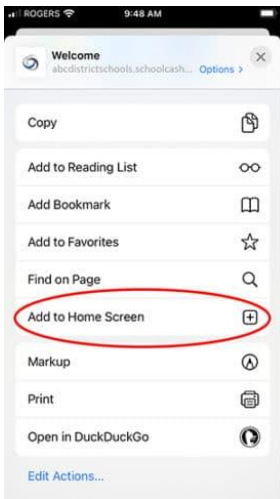 ROGERS 9:48 AM
Welcome
abcdistrictschools.schoolcash... Options >
Copy
Add to Reading List
Add Bookmark
Add to Favorites
Find on Page
Add to Home Screen
Markup
Print
Open in DuckDuckGo
Edit Actions...